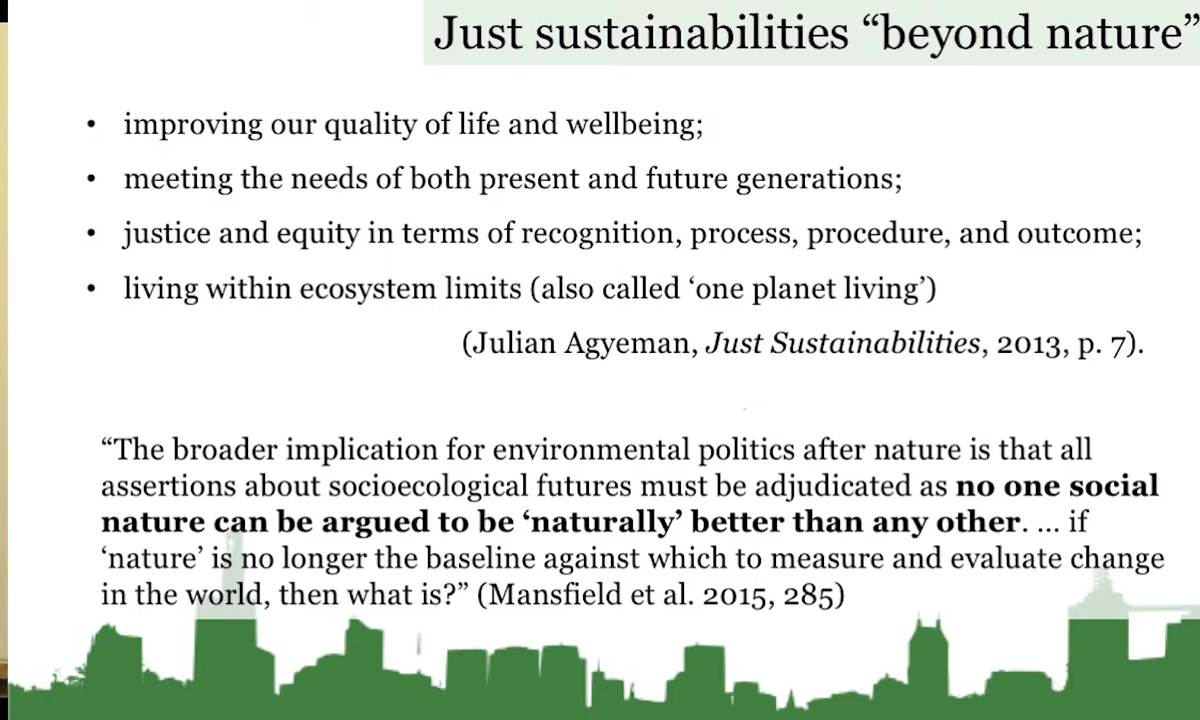 Just sustainabilities “beyond nature”
• improving our quality of life and wellbeing;
• meeting the needs of both present and future generations;
• justice and equity in terms of recognition, process, procedure, and outcome;
• living within ecosystem limits (also called ‘one planet living’)
(Julian Agyeman, Just Sustainabilities, 2013, p. 7).
“The broader implication for environmental politics after nature is that all
assertions about socioecological futures must be adjudicated as no one social
nature can be argued to be ‘naturally’ better than any other. ... if
‘nature’ is no longer the baseline against which to measure and evaluate change
in the world, then what is?” (Mansfield et al. 2015, 285)